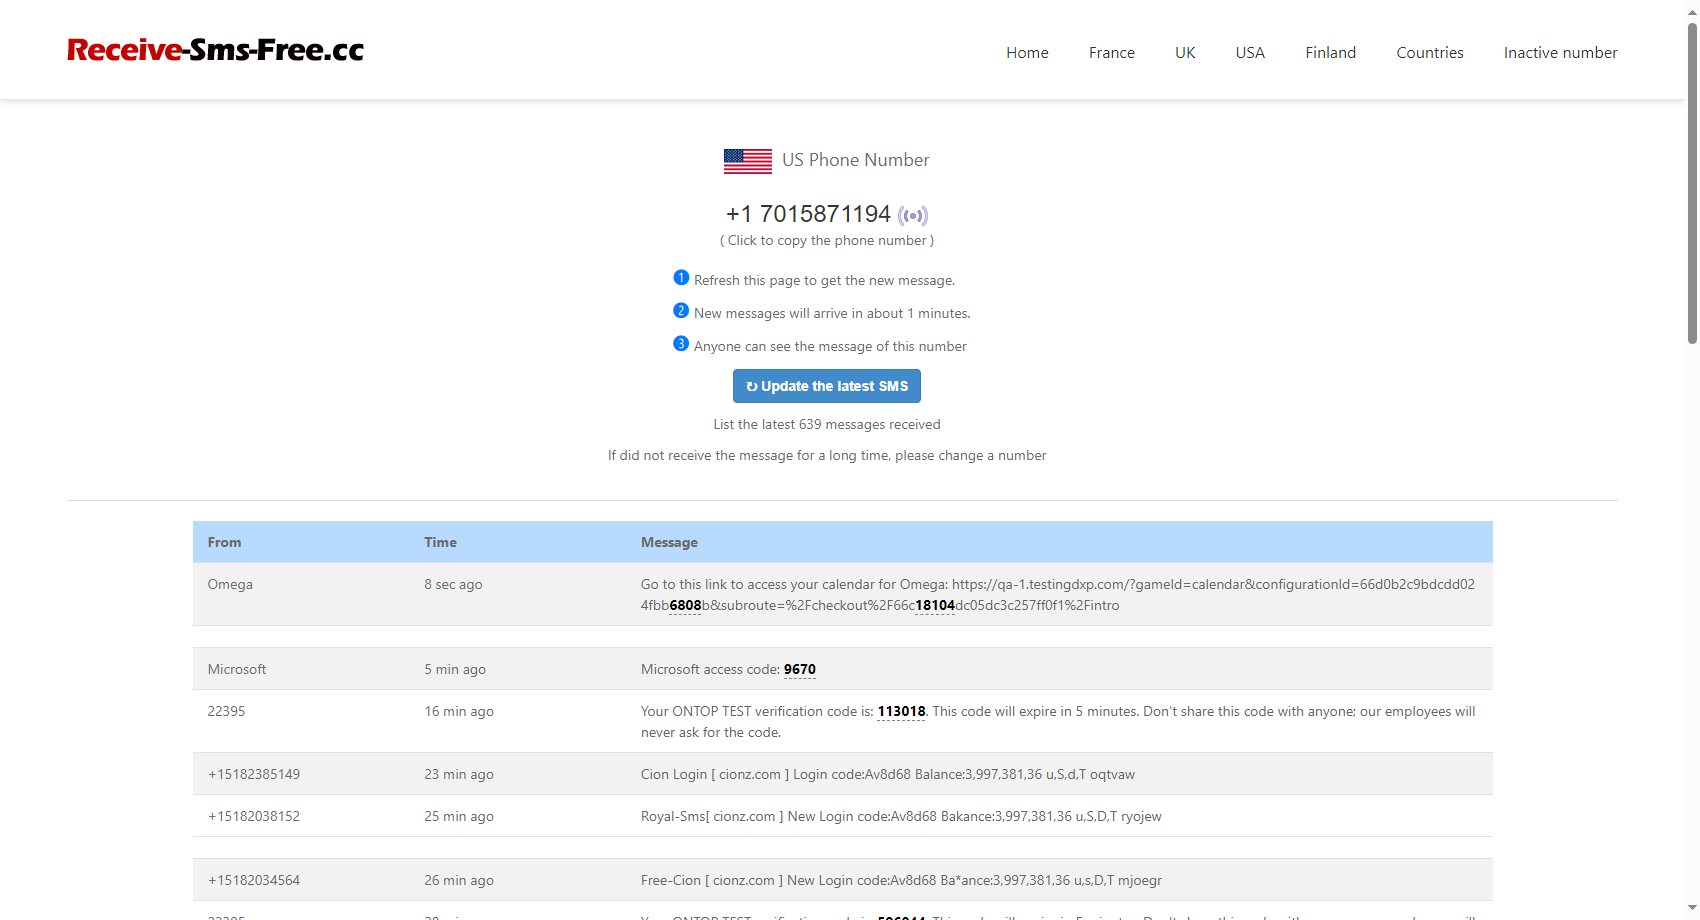 Receive-Sms-Free.cc
Home France UK USA Finland Countries Inactive number
US Phone Number
+1 7015871194
( Click to copy the phone number )
1 Refresh this page to get the new message.
2 New messages will arrive in about 1 minutes.
3 Anyone can see the message of this number
↻ Update the latest SMS
List the latest 639 messages received
If did not receive the message for a long time, please change a number
From Time Message
Omega 8 sec ago Go to this link to access your calendar for Omega: https://qa-1.testingdxp.com/?gameId=calendar&configurationId=66d0b2c9bdcdd02
4fbb6808b&subroute=%2Fcheckout%2F66c18104dc05dc3c257ff0f1%2Fintro
Microsoft 5 min ago Microsoft access code: 9670
22395 16 min ago Your ONTOP TEST verification code is: 113018. This code will expire in 5 minutes. Don't share this code with anyone; our employees will
never ask for the code.
+15182385149 23 min ago Cion Login [ cionz.com ] Login code:Av8d68 Balance:3,997,381,36 u,S,d,T oqtvaw
+15182038152 25 min ago Royal-Sms[ cionz.com ] New Login code:Av8d68 Bakance:3,997,381,36 u,S,D,T ryojew
+15182034564 26 min ago Free-Cion [ cionz.com ] New Login code:Av8d68 Ba*ance:3,997,381,36 u,s,D,T mjoegr